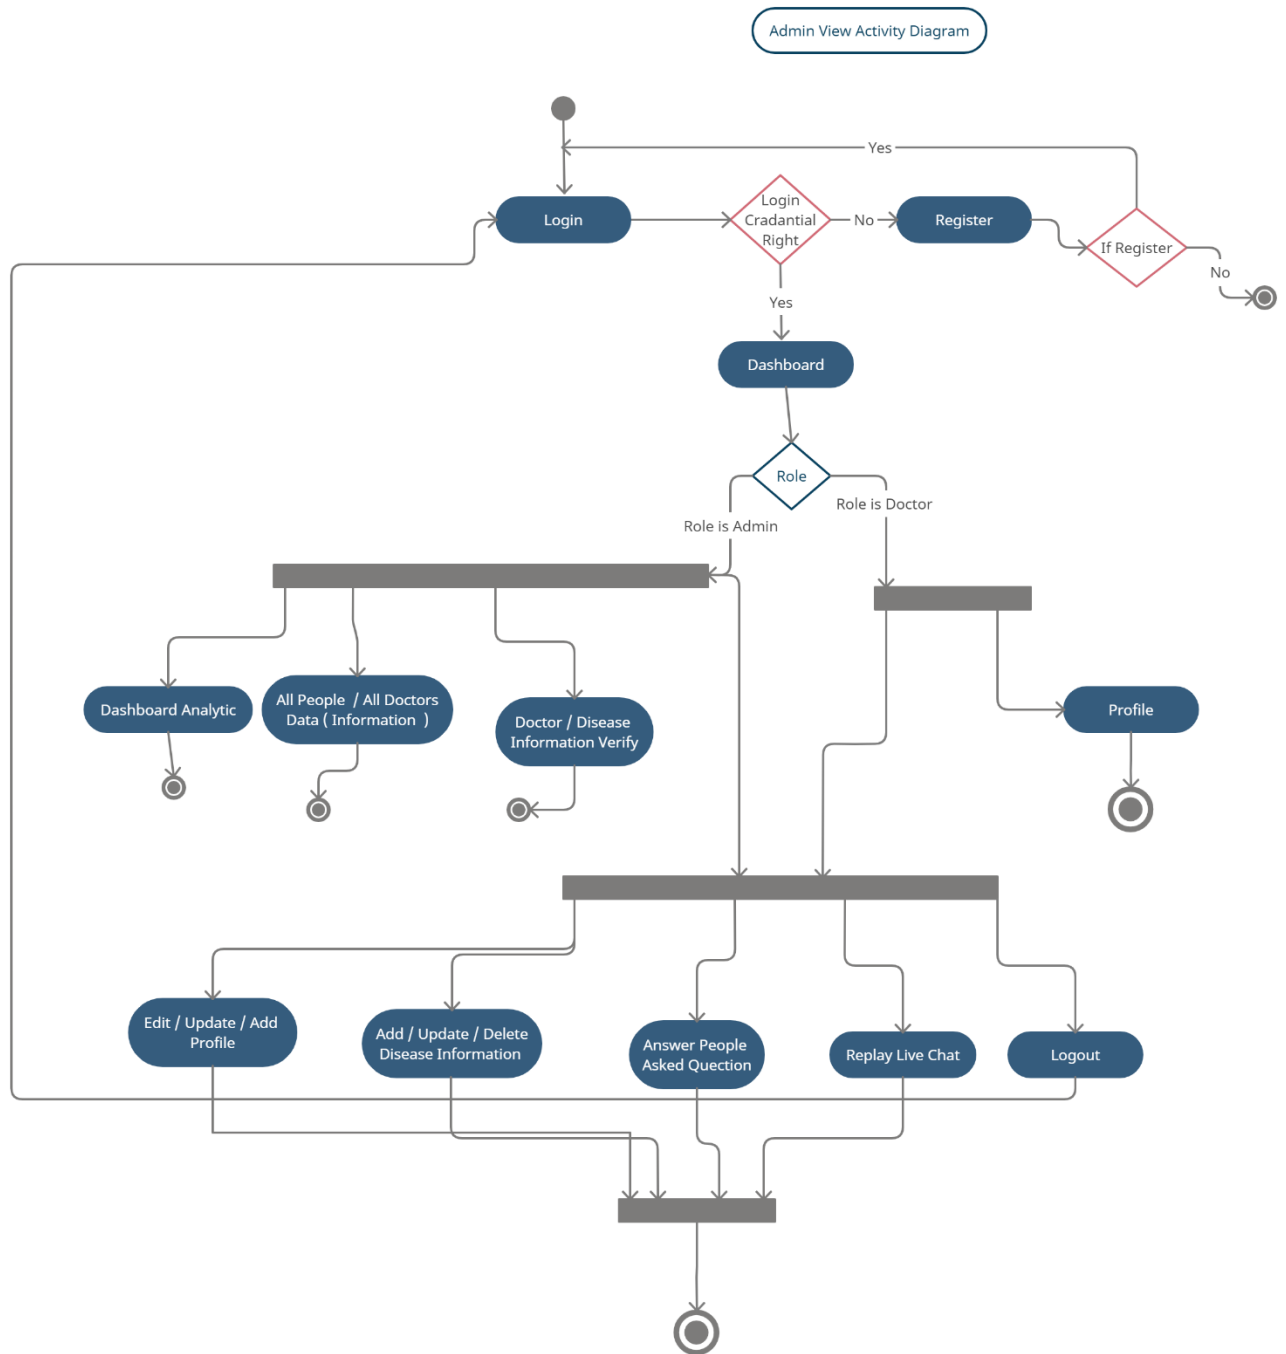 Admin View Activity Diagram
Yes
Login
Login
Cradantial
Right
No
Register
If Register
No
Yes
Dashboard
Role
Role is Doctor
Role is Admin
Dashboard Analytic
All People / All Doctors
Data ( Information )
Doctor / Disease
Information Verify
Profile
Edit / Update / Add
Profile
Add / Update / Delete
Disease Information
Answer People
Asked Quection
Replay Live Chat
Logout